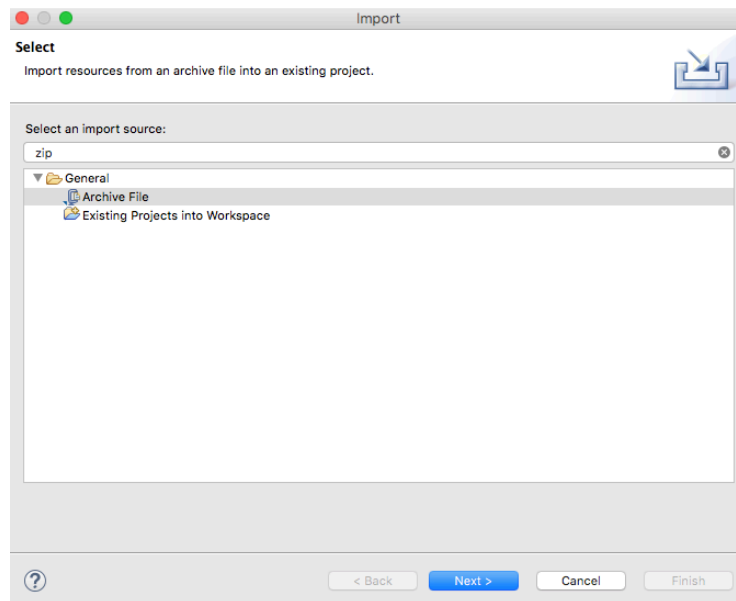 Import
Select
Import resources from an archive file into an existing project.
Select an import source:
zip
General
Archive File
Existing Projects into Workspace
?
< Back
Next >
Cancel
Finish